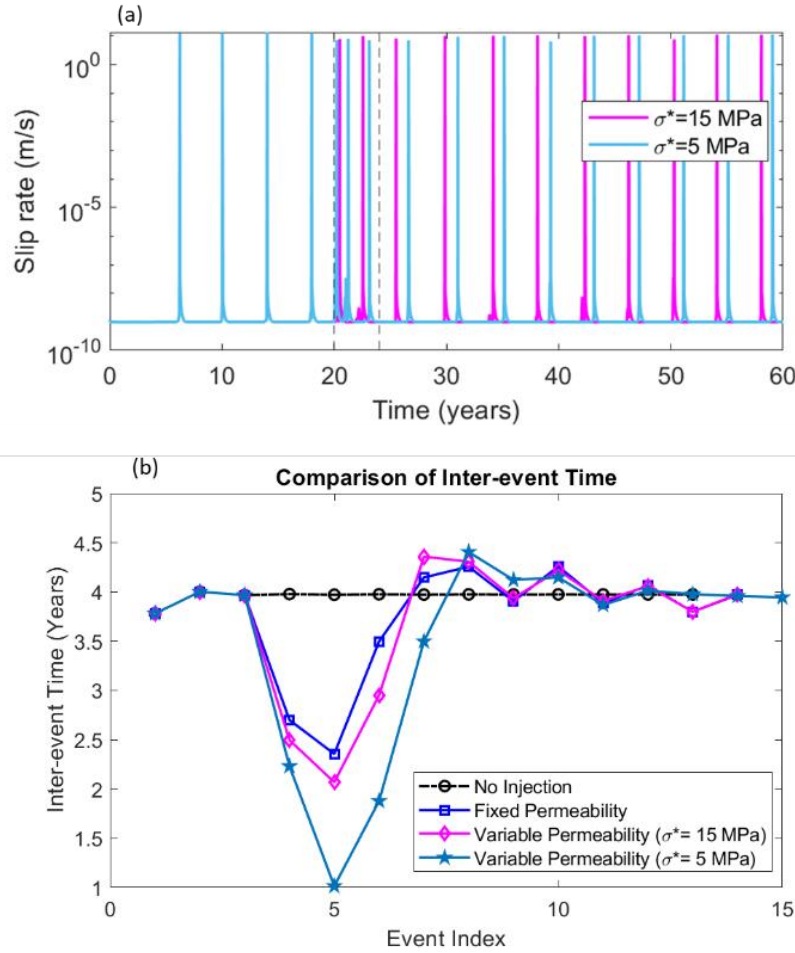 (a)
10^0
10^-5
10^-10
Slip rate (m/s)
σ*=15 MPa
σ*=5 MPa
0 10 20 30 40 50 60
Time (years)
(b)
Comparison of Inter-event Time
5
4.5
4
3.5
3
2.5
2
1.5
1
Inter-event Time (Years)
No Injection
Fixed Permeability
Variable Permeability (σ*= 15 MPa)
Variable Permeability (σ*= 5 MPa)
0 5 10 15
Event Index